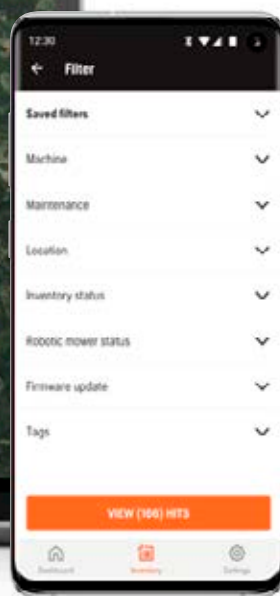 12:30
Filter
Saved filters
Machine
Maintenance
Location
Inventory status
Robotic mower status
Firmware update
Tags
VIEW (166) HITS
Dashboard
Inventory
Settings